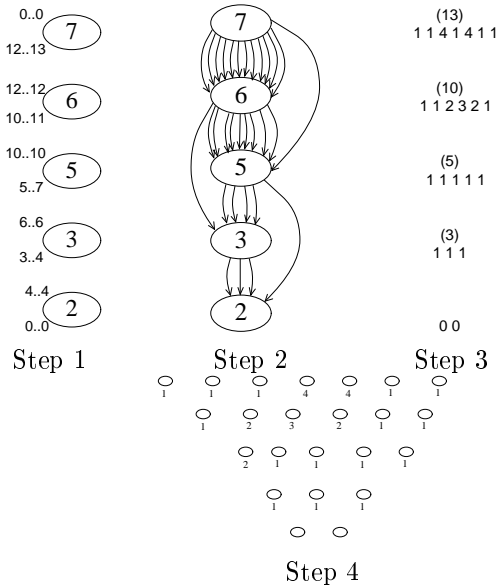 0..0
7
12..13
12..12
6
10..11
10..10
5
5..7
6..6
3
3..4
4..4
2
0..0
Step 1
7
6
5
3
2
Step 2
(13)
1 1 4 1 4 1 1
(10)
1 1 2 3 2 1
(5)
1 1 1 1 1
(3)
1 1 1
0 0
Step 3
1 1 1 4 4 1 1
1 2 3 2 1 1
2 1 1 1 1
1 1 1
Step 4